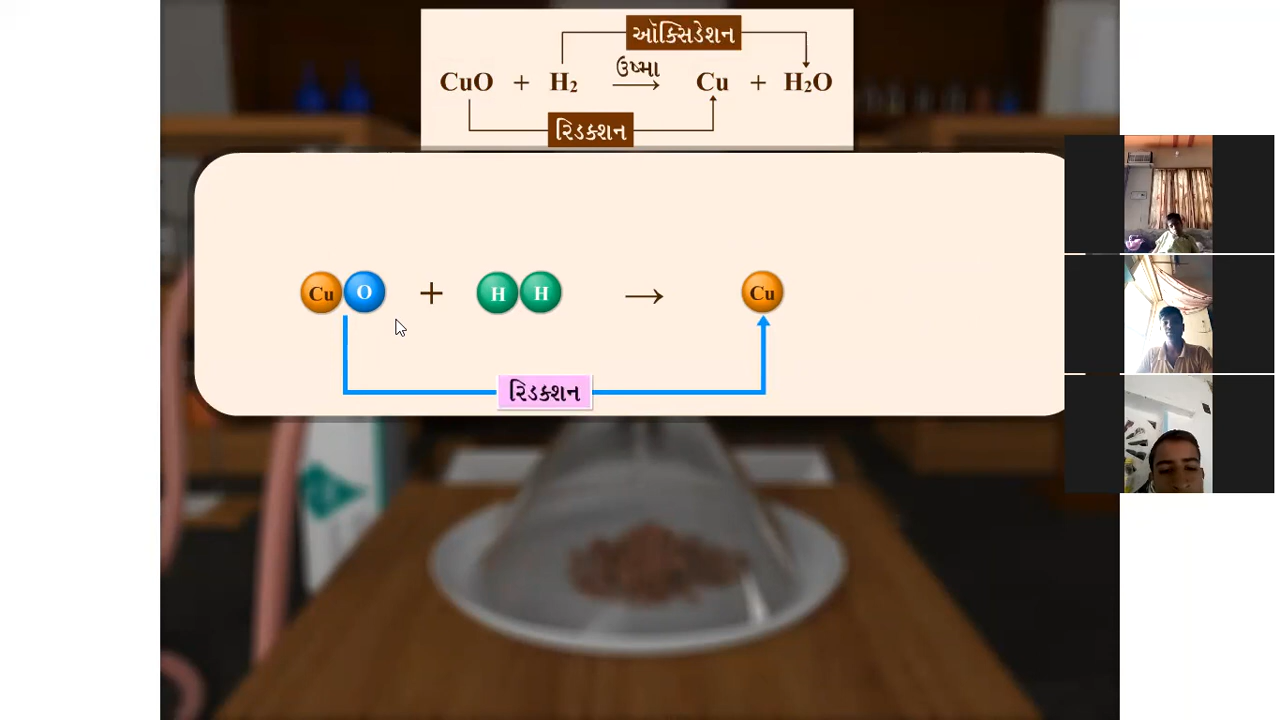 ઑક્સિડેશન
CuO + H₂ ઉષ્મા → Cu + H₂O
રિડક્શન
Cu O + H H → Cu
રિડક્શન